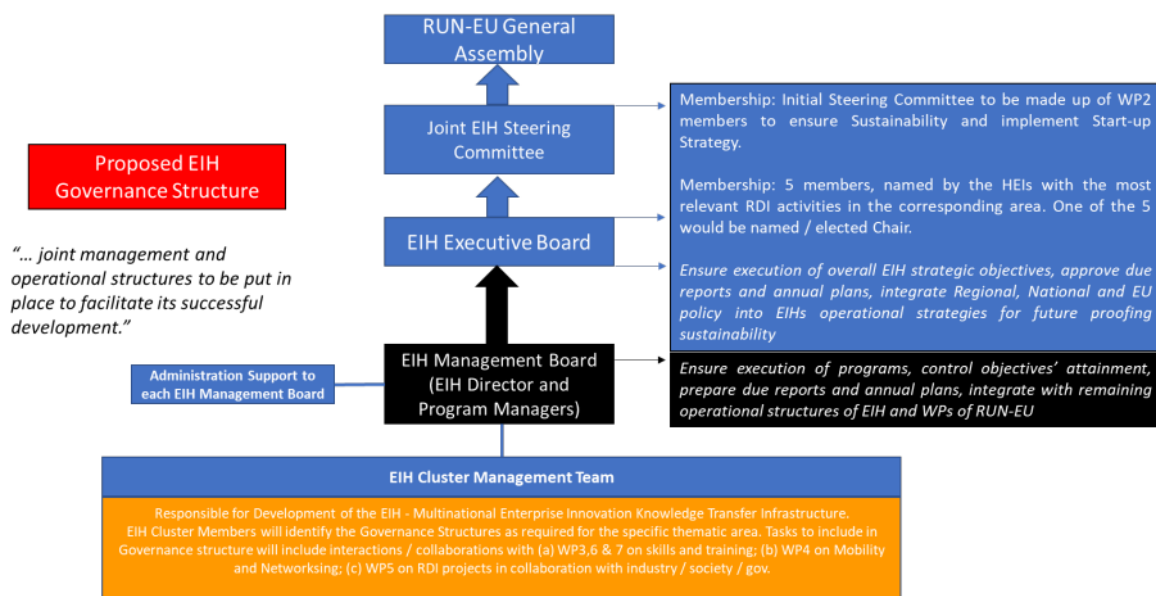 RUN-EU General
Assembly
Joint EIH Steering
Committee
Membership: Initial Steering Committee to be made up of WP2
members to ensure Sustainability and implement Start-up
Strategy.
Proposed EIH
Governance Structure
Membership: 5 members, named by the HEIs with the most
relevant RDI activities in the corresponding area. One of the 5
would be named / elected Chair.
EIH Executive Board
“… joint management and
operational structures to be put in
place to facilitate its successful
development.”
Ensure execution of overall EIH strategic objectives, approve due
reports and annual plans, integrate Regional, National and EU
policy into EIHs operational strategies for future proofing
sustainability
EIH Management Board
(EIH Director and
Program Managers)
Ensure execution of programs, control objectives’ attainment,
prepare due reports and annual plans, integrate with remaining
operational structures of EIH and WPs of RUN-EU
Administration Support to
each EIH Management Board
EIH Cluster Management Team
Responsible for Development of the EIH - Multinational Enterprise Innovation Knowledge Transfer Infrastructure.
EIH Cluster Members will identify the Governance Structures as required for the specific thematic area. Tasks to include in
Governance structure will include interactions / collaborations with (a) WP3,6 & 7 on skills and training; (b) WP4 on Mobility
and Networksing; (c) WP5 on RDI projects in collaboration with industry / society / gov.